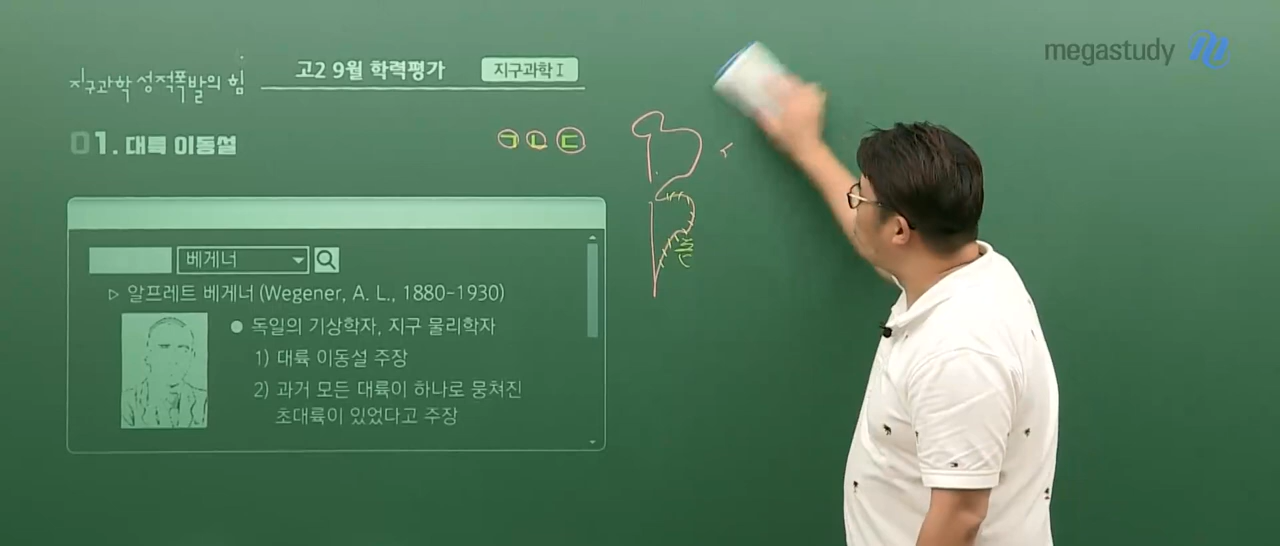 megastudy
지구과학 성적폭발의 힘
고2 9월 학력평가
지구과학 I
01. 대륙 이동설
ㄱ ㄴ ㄷ
베게너
▷ 알프레트 베게너 (Wegener, A. L., 1880-1930)
● 독일의 기상학자, 지구 물리학자
1) 대륙 이동설 주장
2) 과거 모든 대륙이 하나로 뭉쳐진
초대륙이 있었다고 주장